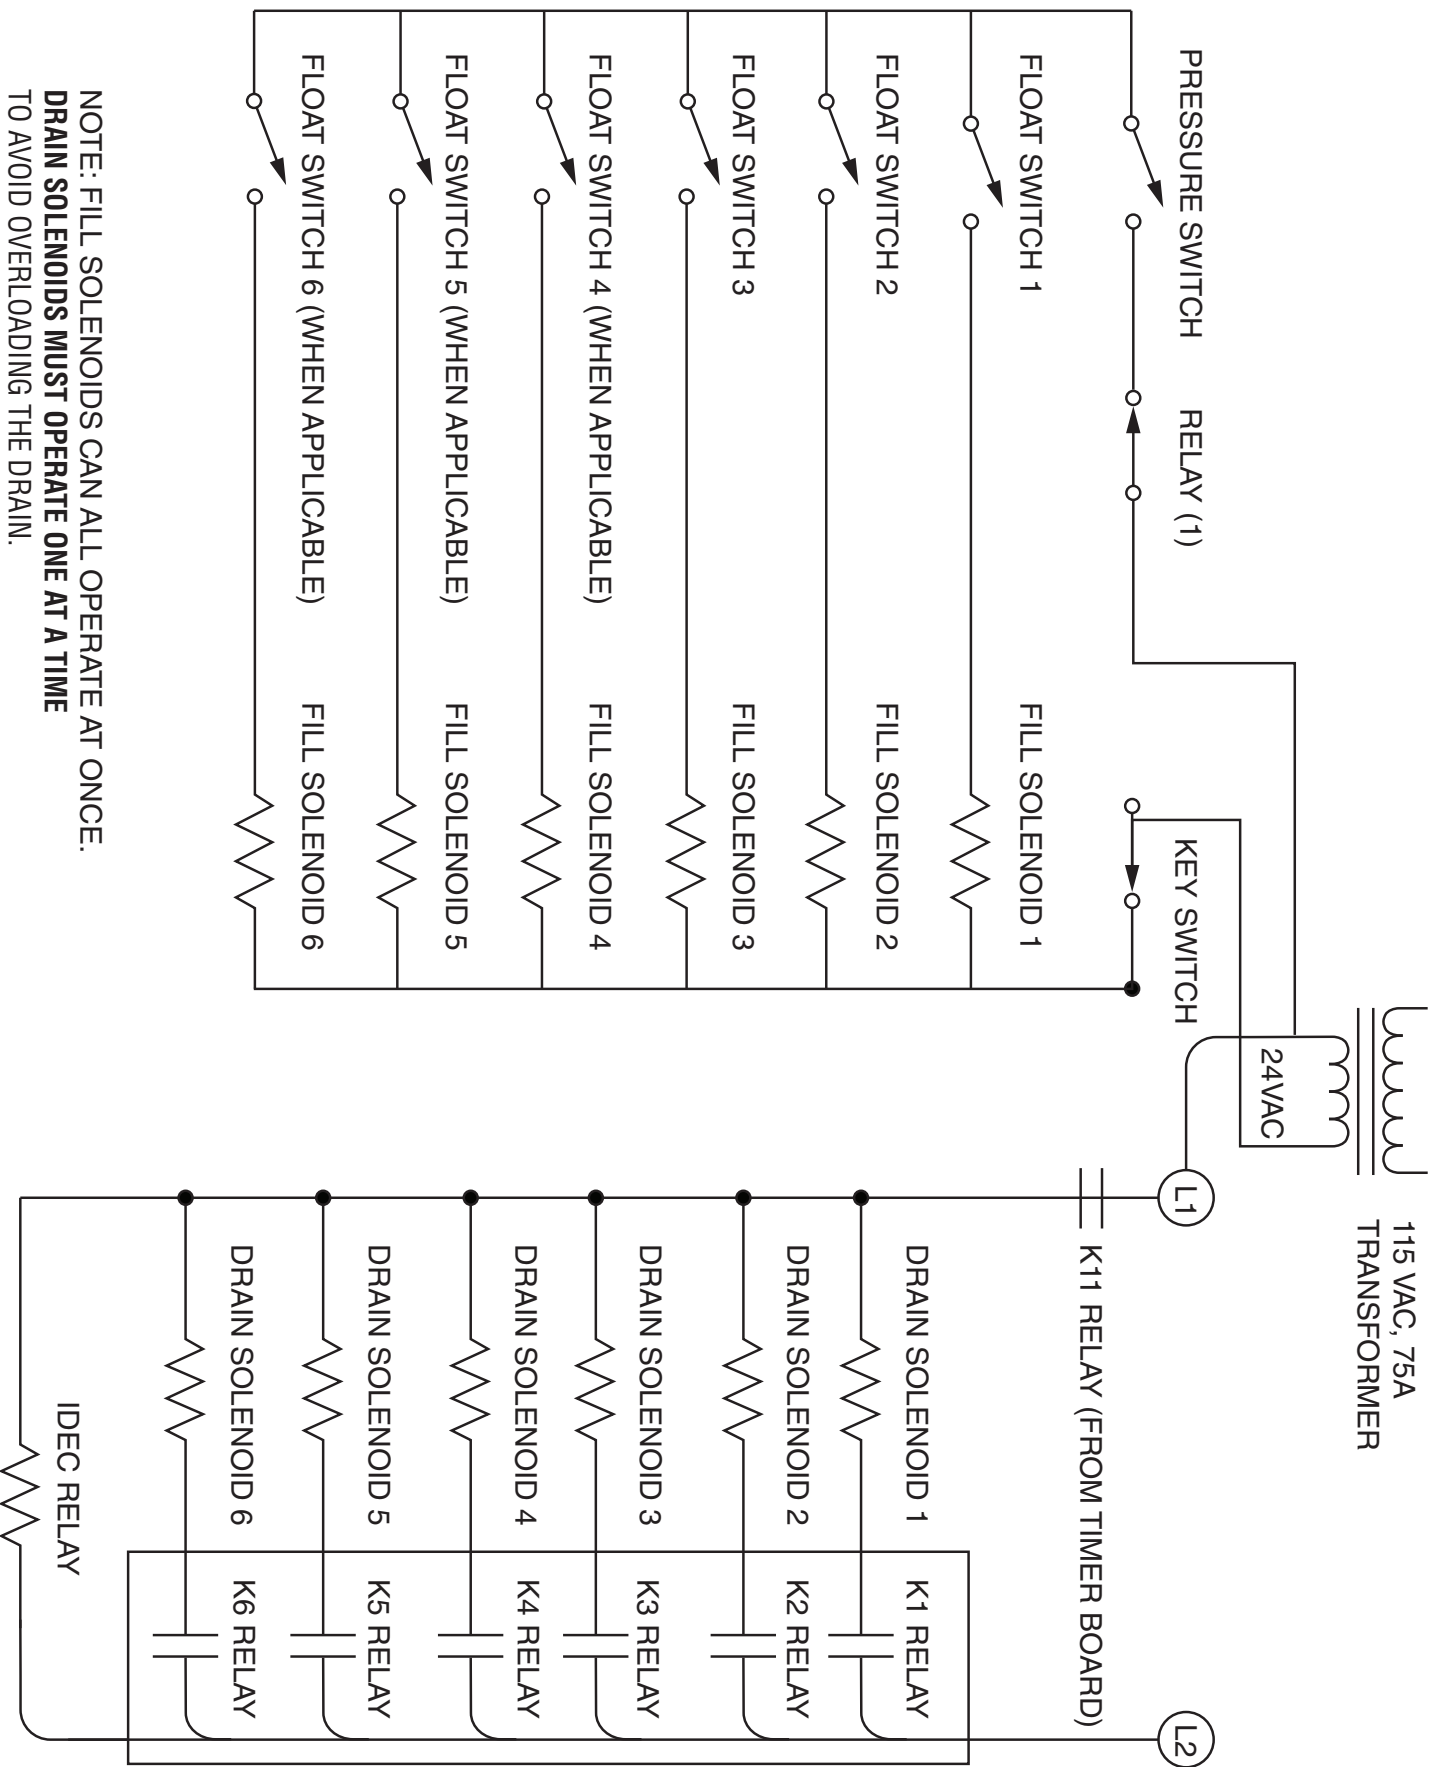 115 VAC, 75A
TRANSFORMER
24VAC
L1
L2
PRESSURE SWITCH
RELAY (1)
KEY SWITCH
K11 RELAY (FROM TIMER BOARD)
FLOAT SWITCH 1
FILL SOLENOID 1
DRAIN SOLENOID 1
K1 RELAY
FLOAT SWITCH 2
FILL SOLENOID 2
DRAIN SOLENOID 2
K2 RELAY
FLOAT SWITCH 3
FILL SOLENOID 3
DRAIN SOLENOID 3
K3 RELAY
FLOAT SWITCH 4 (WHEN APPLICABLE)
FILL SOLENOID 4
DRAIN SOLENOID 4
K4 RELAY
FLOAT SWITCH 5 (WHEN APPLICABLE)
FILL SOLENOID 5
DRAIN SOLENOID 5
K5 RELAY
FLOAT SWITCH 6 (WHEN APPLICABLE)
FILL SOLENOID 6
DRAIN SOLENOID 6
K6 RELAY
IDEC RELAY
NOTE: FILL SOLENOIDS CAN ALL OPERATE AT ONCE.
DRAIN SOLENOIDS MUST OPERATE ONE AT A TIME
TO AVOID OVERLOADING THE DRAIN.